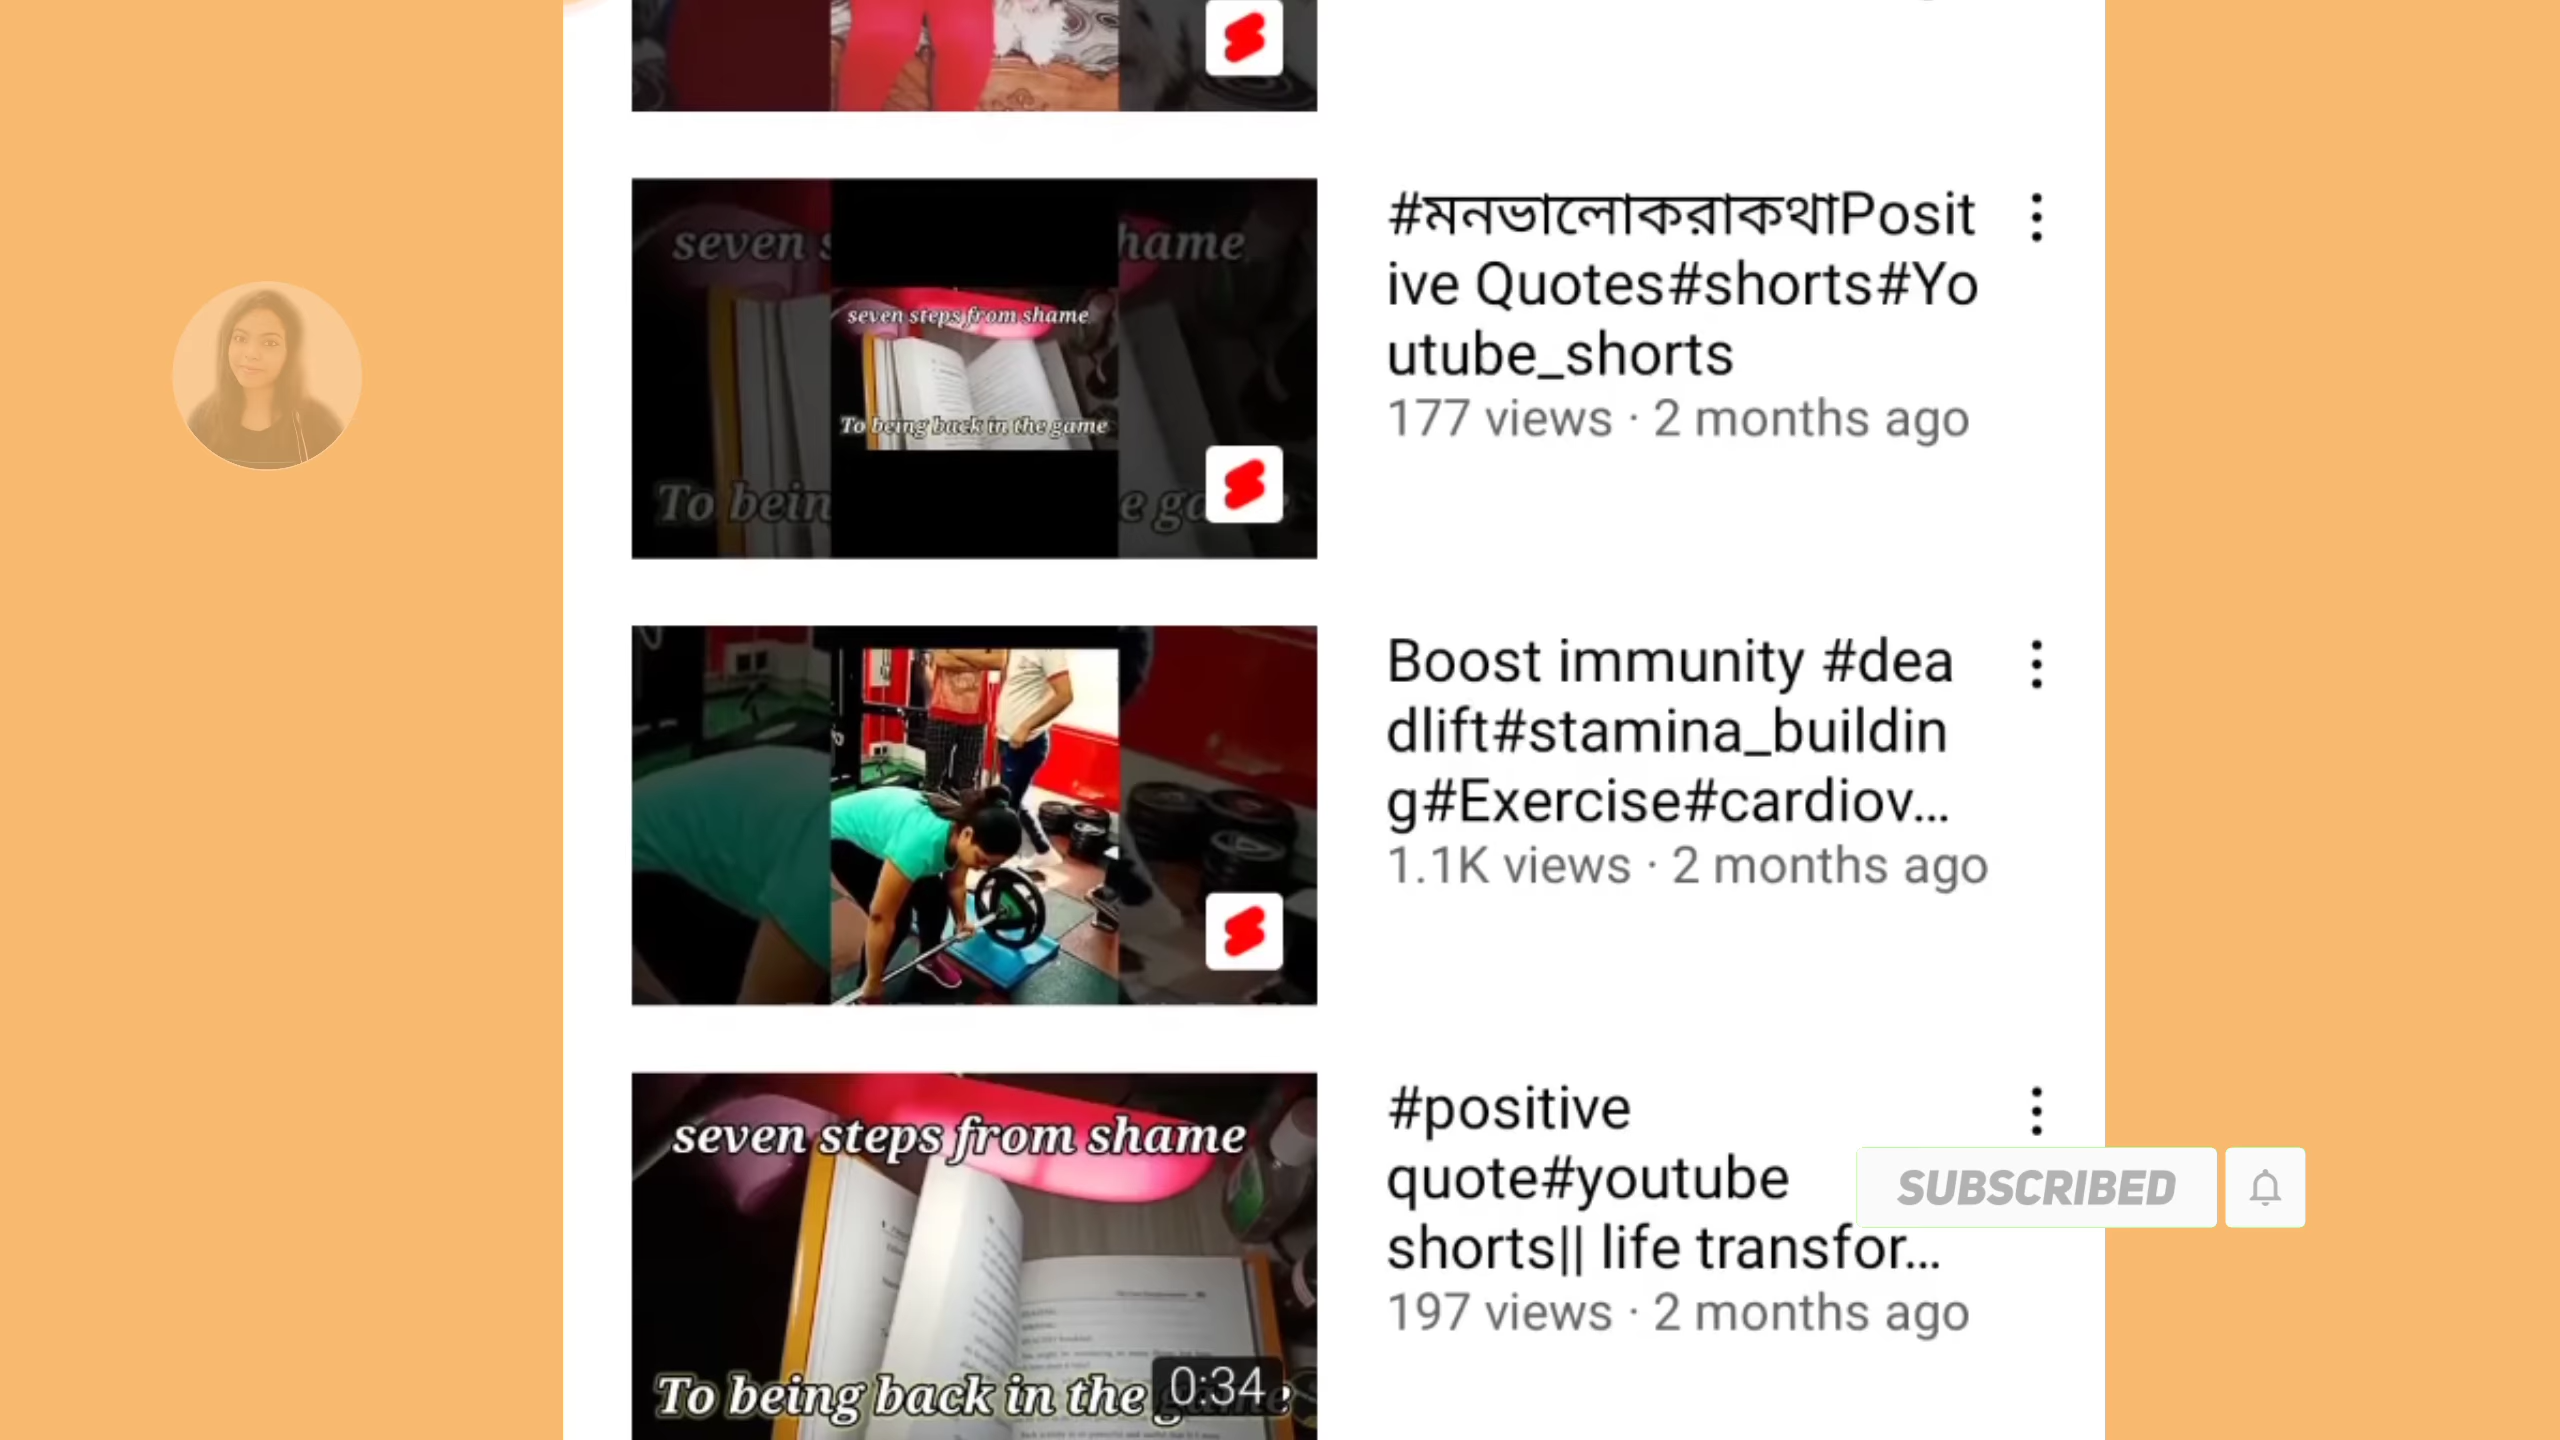 seven s
hame
seven steps from shame
To being back in the game
To bein
e ga
#মনভালোকরাকথাPosit
ive Quotes#shorts#Yo
utube_shorts
177 views · 2 months ago
Boost immunity #dea
dlift#stamina_buildin
g#Exercise#cardiov...
1.1K views · 2 months ago
seven steps from shame
To being back in the
0:34
#positive
quote#youtube
shorts|| life transfor...
197 views · 2 months ago
SUBSCRIBED